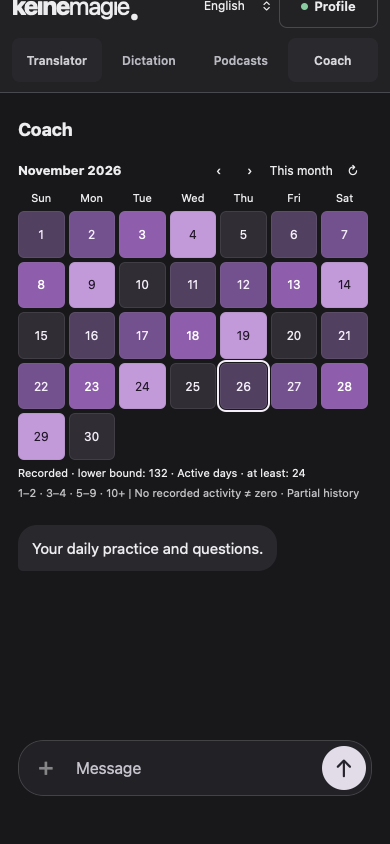 keinemagie.
English
Profile
Translator Dictation Podcasts Coach
Coach
November 2026 ‹ › This month ↻
Sun Mon Tue Wed Thu Fri Sat
1 2 3 4 5 6 7
8 9 10 11 12 13 14
15 16 17 18 19 20 21
22 23 24 25 26 27 28
29 30
Recorded · lower bound: 132 · Active days · at least: 24
1–2 · 3–4 · 5–9 · 10+ | No recorded activity ≠ zero · Partial history
Your daily practice and questions.
+ Message